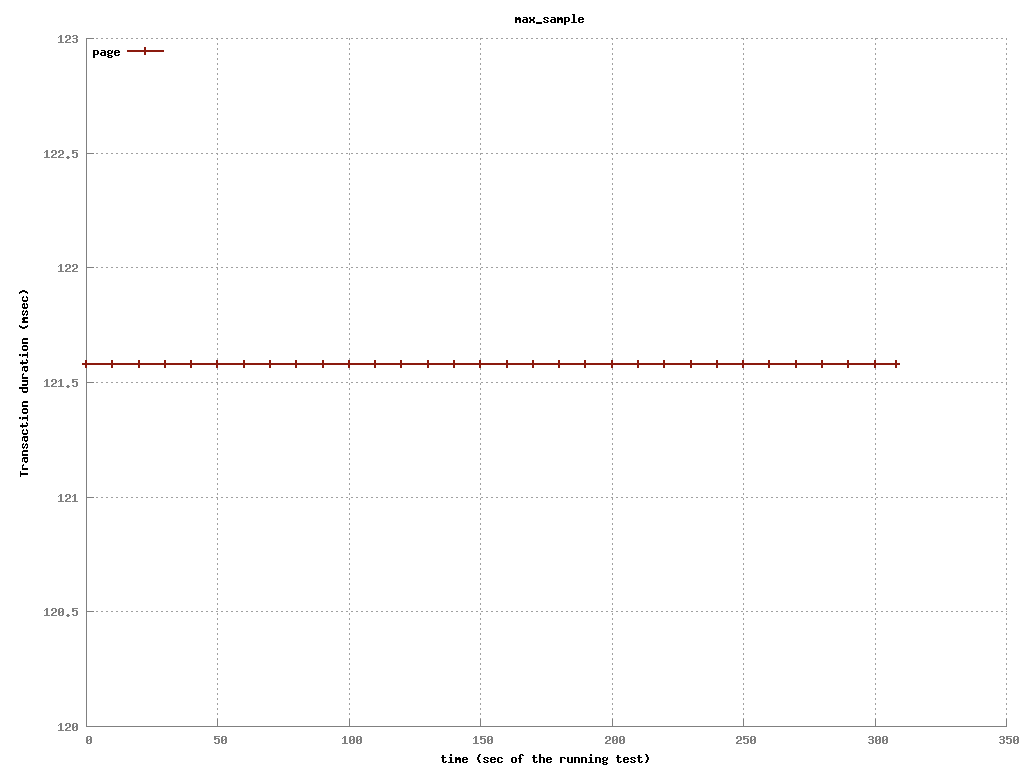 max_sample
page
123
122.5
122
121.5
121
120.5
120
0 50 100 150 200 250 300 350
Transaction duration (msec)
time (sec of the running test)